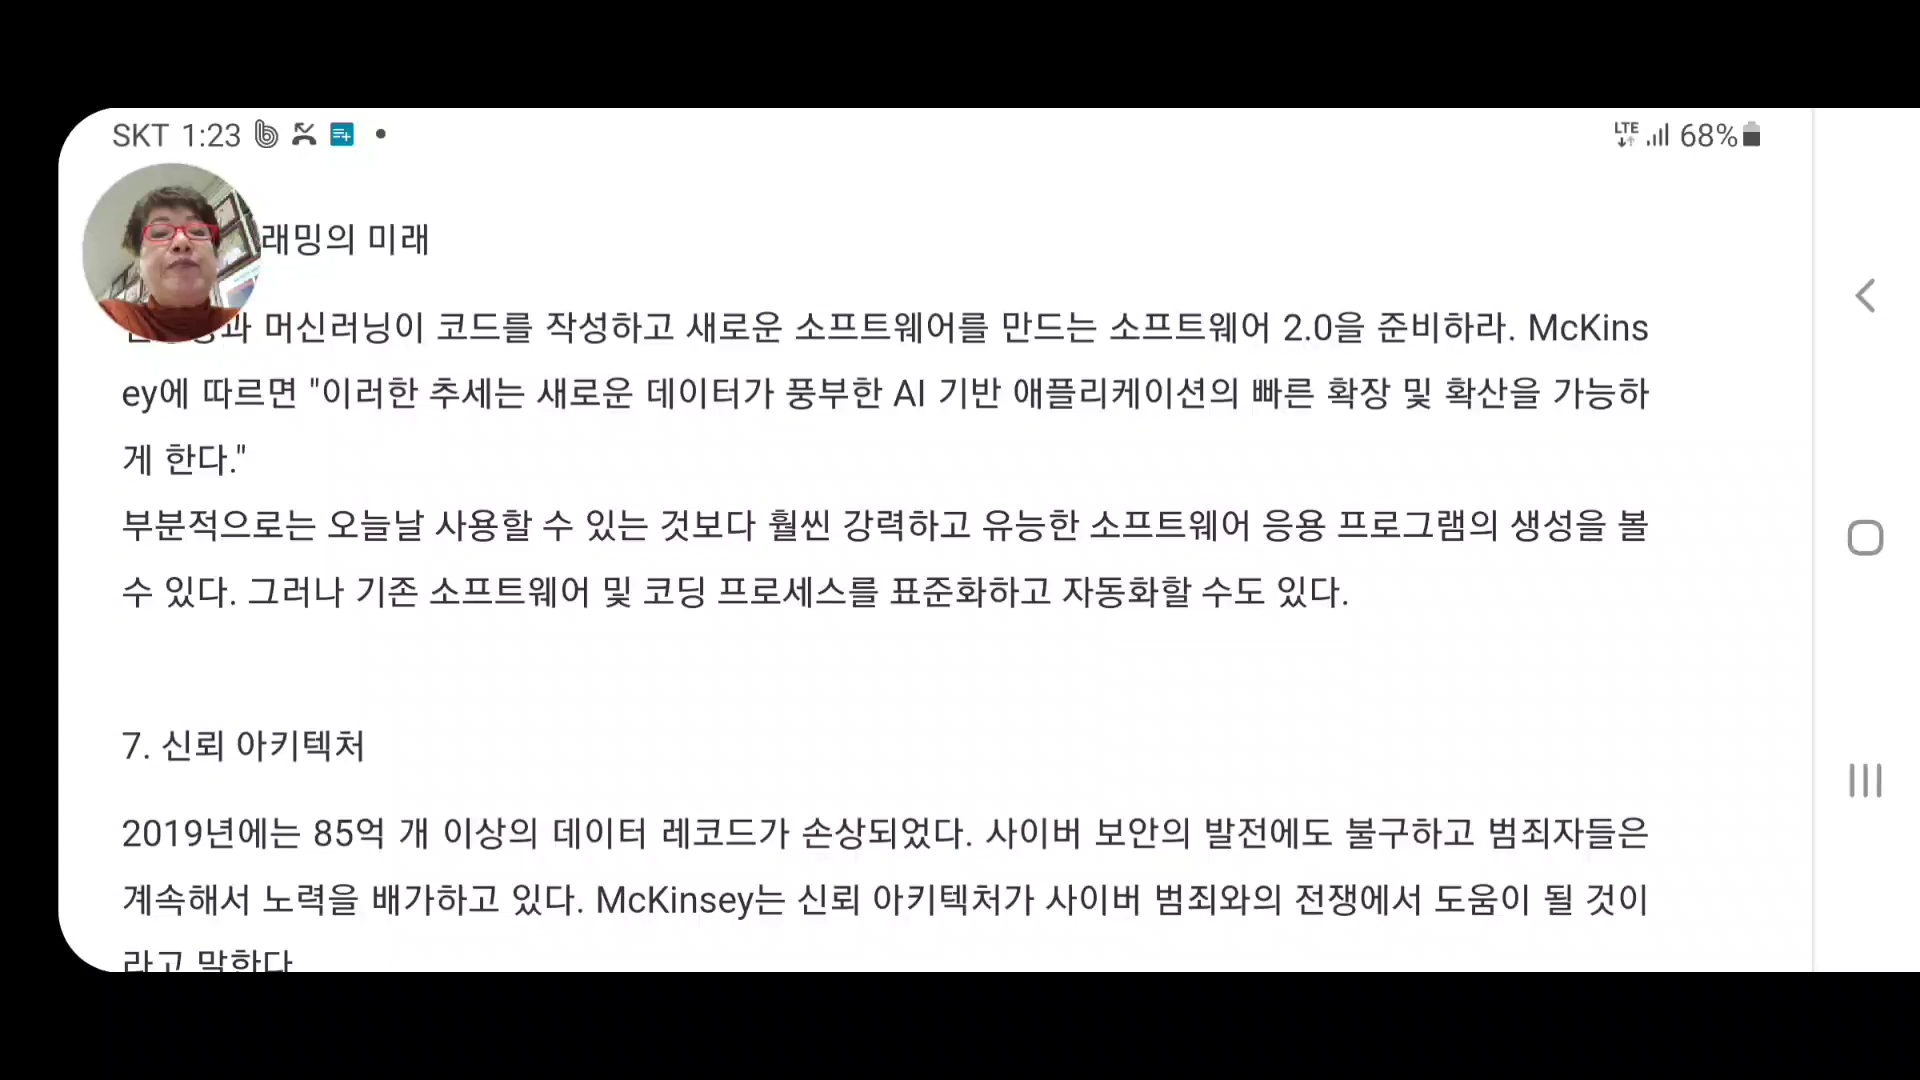 SKT 1:23
LTE 68%
래밍의 미래
머신러닝이 코드를 작성하고 새로운 소프트웨어를 만드는 소프트웨어 2.0을 준비하라. McKins
ey에 따르면 "이러한 추세는 새로운 데이터가 풍부한 AI 기반 애플리케이션의 빠른 확장 및 확산을 가능하
게 한다."
부분적으로는 오늘날 사용할 수 있는 것보다 훨씬 강력하고 유능한 소프트웨어 응용 프로그램의 생성을 볼
수 있다. 그러나 기존 소프트웨어 및 코딩 프로세스를 표준화하고 자동화할 수도 있다.
7. 신뢰 아키텍처
2019년에는 85억 개 이상의 데이터 레코드가 손상되었다. 사이버 보안의 발전에도 불구하고 범죄자들은
계속해서 노력을 배가하고 있다. McKinsey는 신뢰 아키텍처가 사이버 범죄와의 전쟁에서 도움이 될 것이
라고 말한다